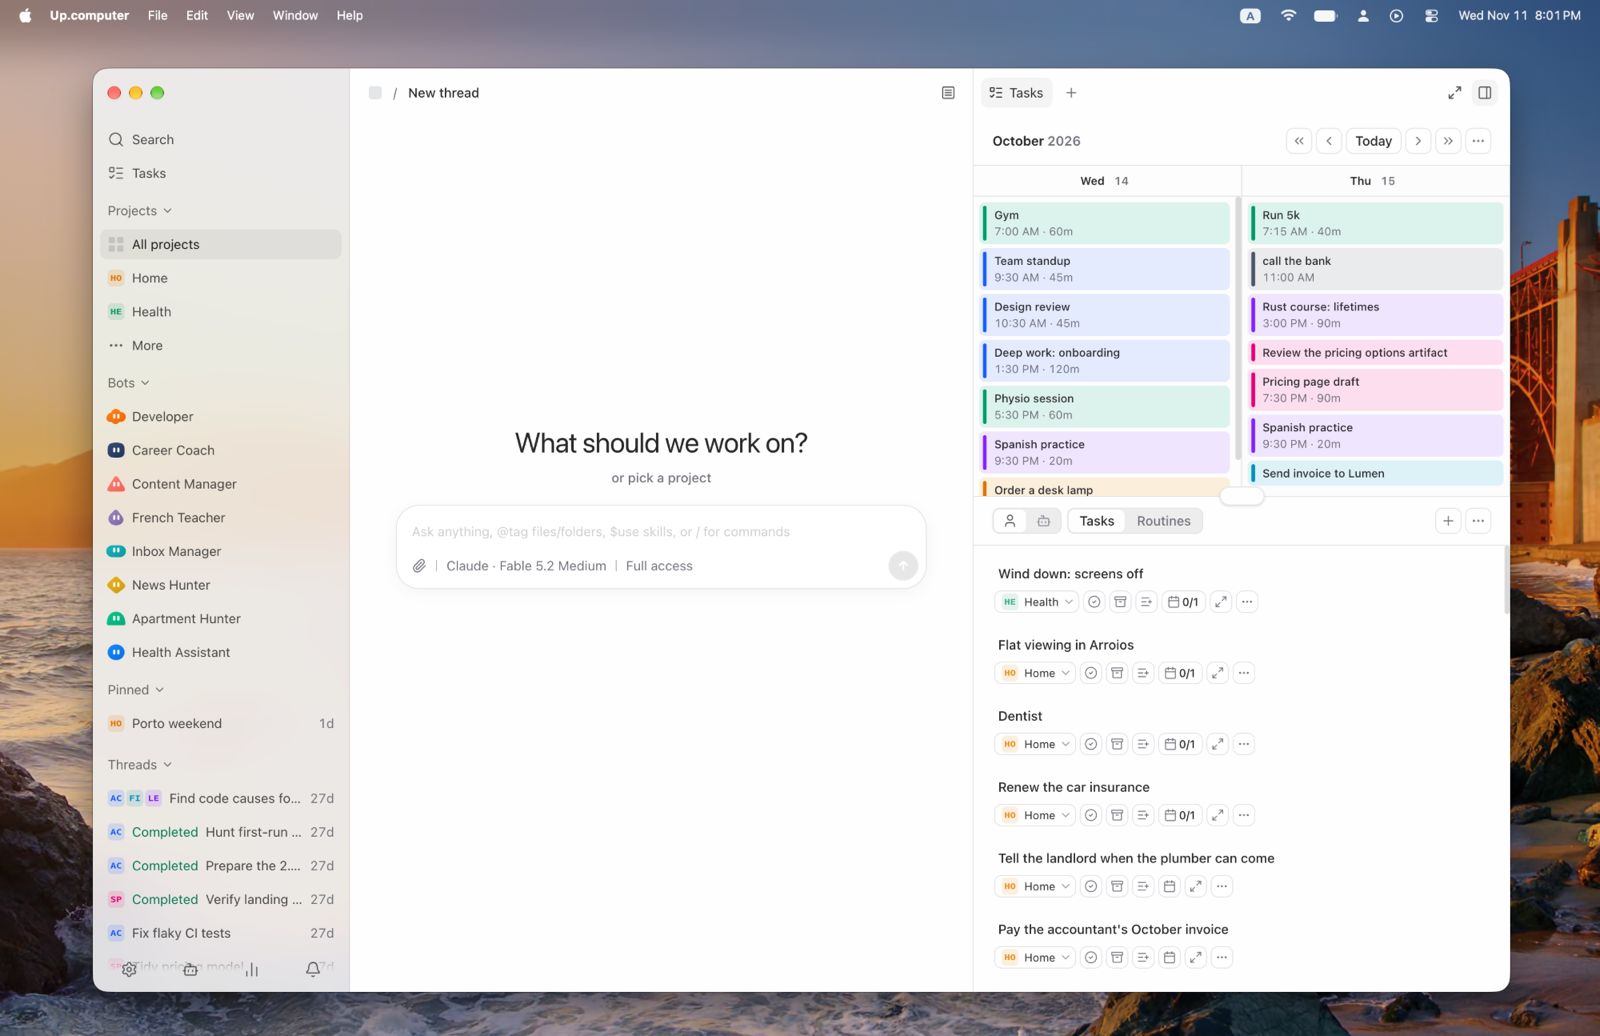 Up.computer File Edit View Window Help
A
Wed Nov 11 8:01 PM
Search
Tasks
Projects
All projects
HO Home
HE Health
More
Bots
Developer
Career Coach
Content Manager
French Teacher
Inbox Manager
News Hunter
Apartment Hunter
Health Assistant
Pinned
HO Porto weekend 1d
Threads
AC FI LE Find code causes fo... 27d
AC Completed Hunt first-run ... 27d
AC Completed Prepare the 2.... 27d
SP Completed Verify landing ... 27d
AC Fix flaky CI tests 27d
SP Tidy pricing model 27d
/ New thread
What should we work on?
or pick a project
Ask anything, @tag files/folders, $use skills, or / for commands
Claude · Fable 5.2 Medium | Full access
Tasks
October 2026
Today
Wed 14
Gym
7:00 AM · 60m
Team standup
9:30 AM · 45m
Design review
10:30 AM · 45m
Deep work: onboarding
1:30 PM · 120m
Physio session
5:30 PM · 60m
Spanish practice
9:30 PM · 20m
Order a desk lamp
Thu 15
Run 5k
7:15 AM · 40m
call the bank
11:00 AM
Rust course: lifetimes
3:00 PM · 90m
Review the pricing options artifact
Pricing page draft
7:30 PM · 90m
Spanish practice
9:30 PM · 20m
Send invoice to Lumen
Tasks Routines
Wind down: screens off
HE Health 0/1
Flat viewing in Arroios
HO Home 0/1
Dentist
HO Home 0/1
Renew the car insurance
HO Home 0/1
Tell the landlord when the plumber can come
HO Home
Pay the accountant's October invoice
HO Home